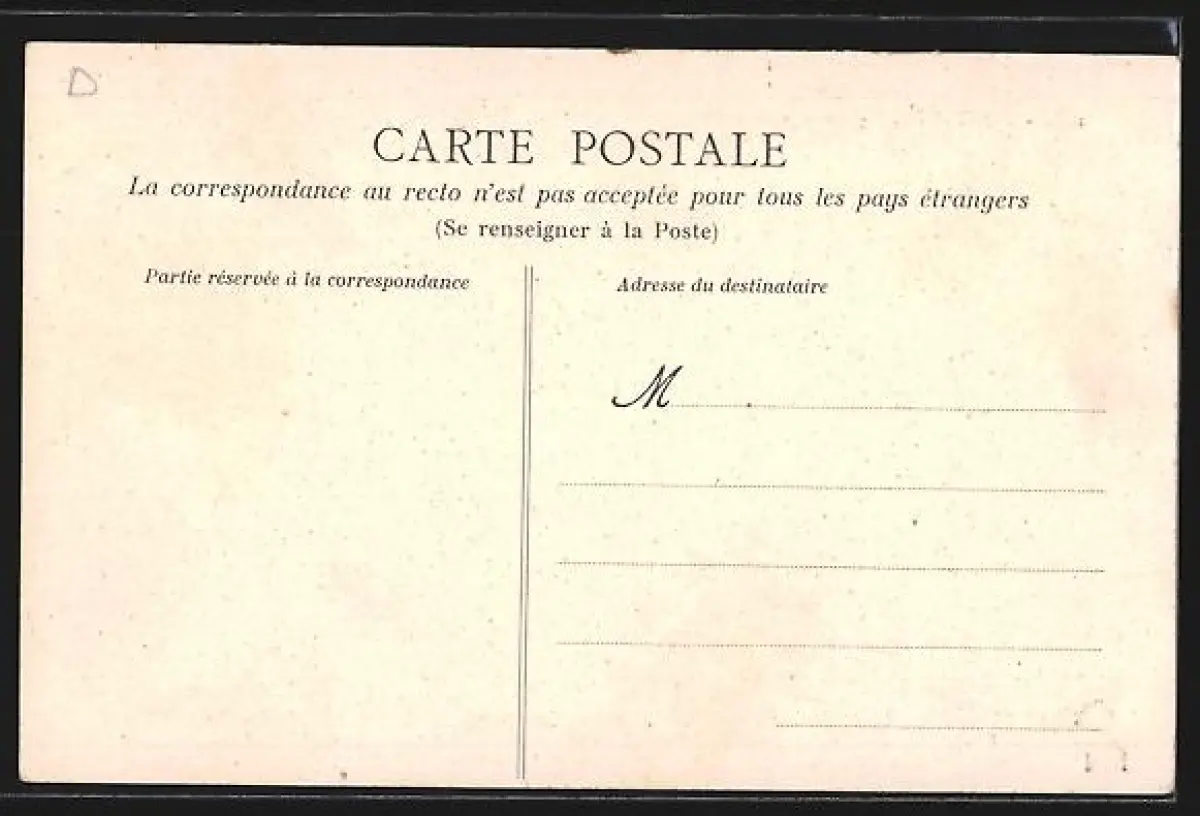 D
CARTE POSTALE
La correspondance au recto n'est pas acceptée pour tous les pays étrangers
(Se renseigner à la Poste)
Partie réservée à la correspondance
Adresse du destinataire
M